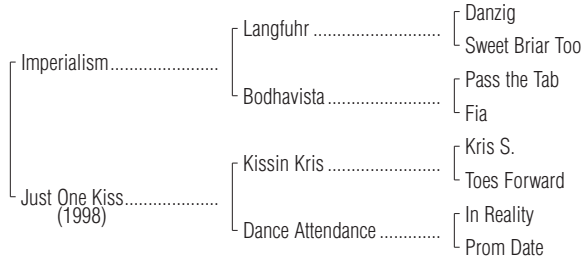 Danzig
Langfuhr
Sweet Briar Too
Imperialism
Pass the Tab
Bodhavista
Fia
Kris S.
Kissin Kris
Toes Forward
Just One Kiss
(1998)
In Reality
Dance Attendance
Prom Date